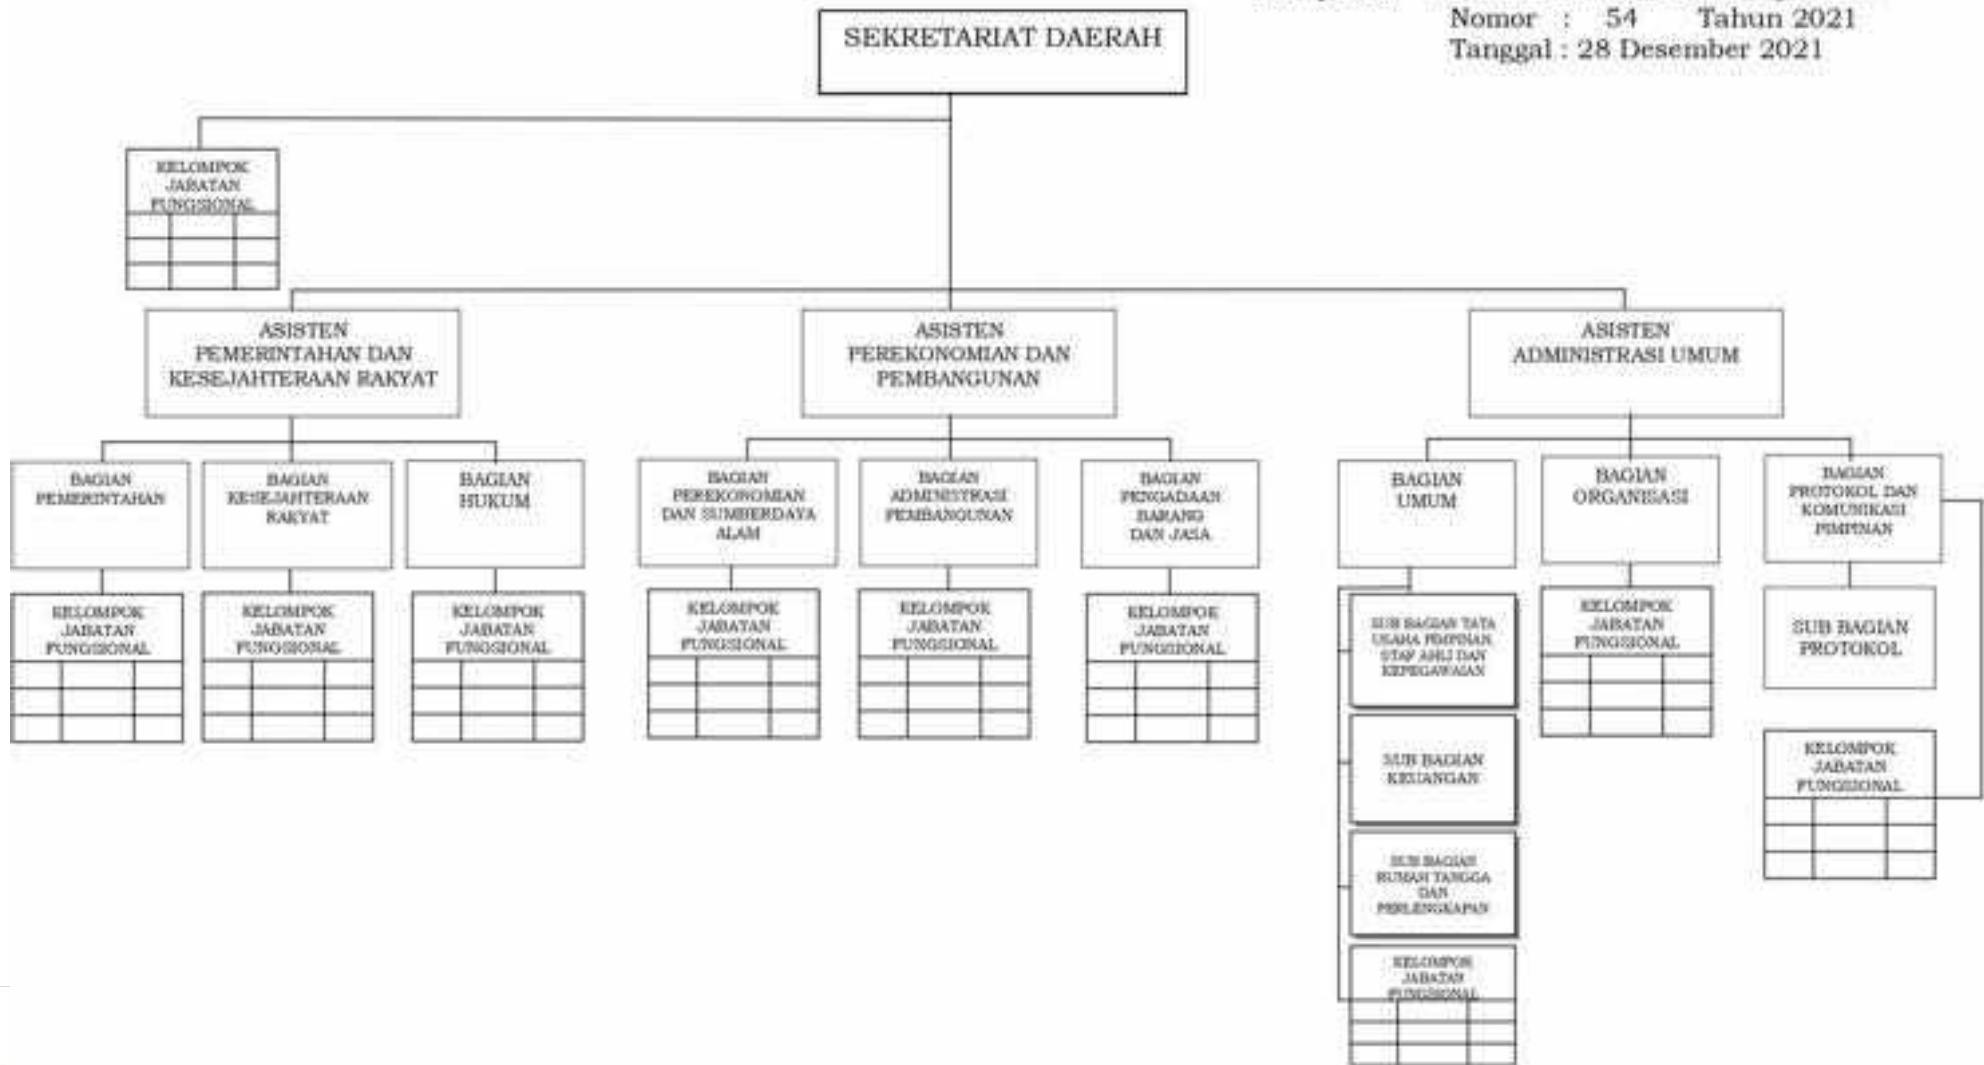 Nomor : 54 Tahun 2021
Tanggal : 28 Desember 2021
SEKRETARIAT DAERAH
KELOMPOK
JABATAN
FUNGSIONAL
ASISTEN
PEMERINTAHAN DAN
KESEJAHTERAAN RAKYAT
ASISTEN
PEREKONOMIAN DAN
PEMBANGUNAN
ASISTEN
ADMINISTRASI UMUM
BAGIAN
PEMERINTAHAN
BAGIAN
KESEJAHTERAAN
RAKYAT
BAGIAN
HUKUM
BAGIAN
PEREKONOMIAN
DAN SUMBERDAYA
ALAM
BAGIAN
ADMINISTRASI
PEMBANGUNAN
BAGIAN
PENGADAAN
BARANG
DAN JASA
BAGIAN
UMUM
BAGIAN
ORGANISASI
BAGIAN
PROTOKOL DAN
KOMUNIKASI
PIMPINAN
KELOMPOK
JABATAN
FUNGSIONAL
KELOMPOK
JABATAN
FUNGSIONAL
KELOMPOK
JABATAN
FUNGSIONAL
KELOMPOK
JABATAN
FUNGSIONAL
KELOMPOK
JABATAN
FUNGSIONAL
KELOMPOK
JABATAN
FUNGSIONAL
SUB BAGIAN TATA
USAHA PIMPINAN,
STAF AHLI DAN
KEPEGAWAIAN
SUB BAGIAN
KEUANGAN
SUB BAGIAN
RUMAH TANGGA
DAN
PERLENGKAPAN
KELOMPOK
JABATAN
FUNGSIONAL
KELOMPOK
JABATAN
FUNGSIONAL
SUB BAGIAN
PROTOKOL
KELOMPOK
JABATAN
FUNGSIONAL